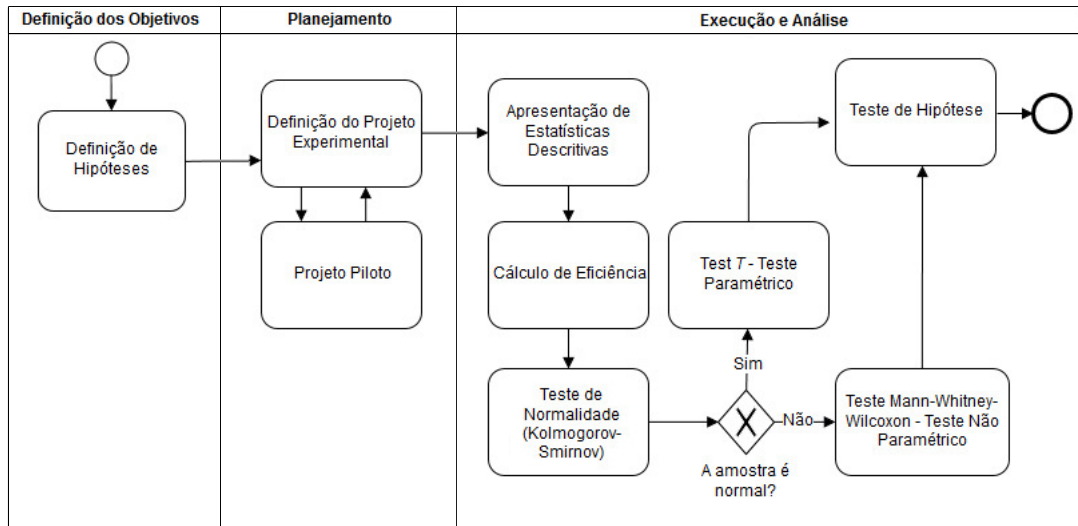 Definição dos Objetivos
Planejamento
Execução e Análise
Definição de
Hipóteses
Definição do Projeto
Experimental
Projeto Piloto
Apresentação de
Estatísticas
Descritivas
Cálculo de Eficiência
Teste de
Normalidade
(Kolmogorov-
Smirnov)
A amostra é
normal?
Sim
Não
Test T - Teste
Paramétrico
Teste Mann-Whitney-
Wilcoxon - Teste Não
Paramétrico
Teste de Hipótese